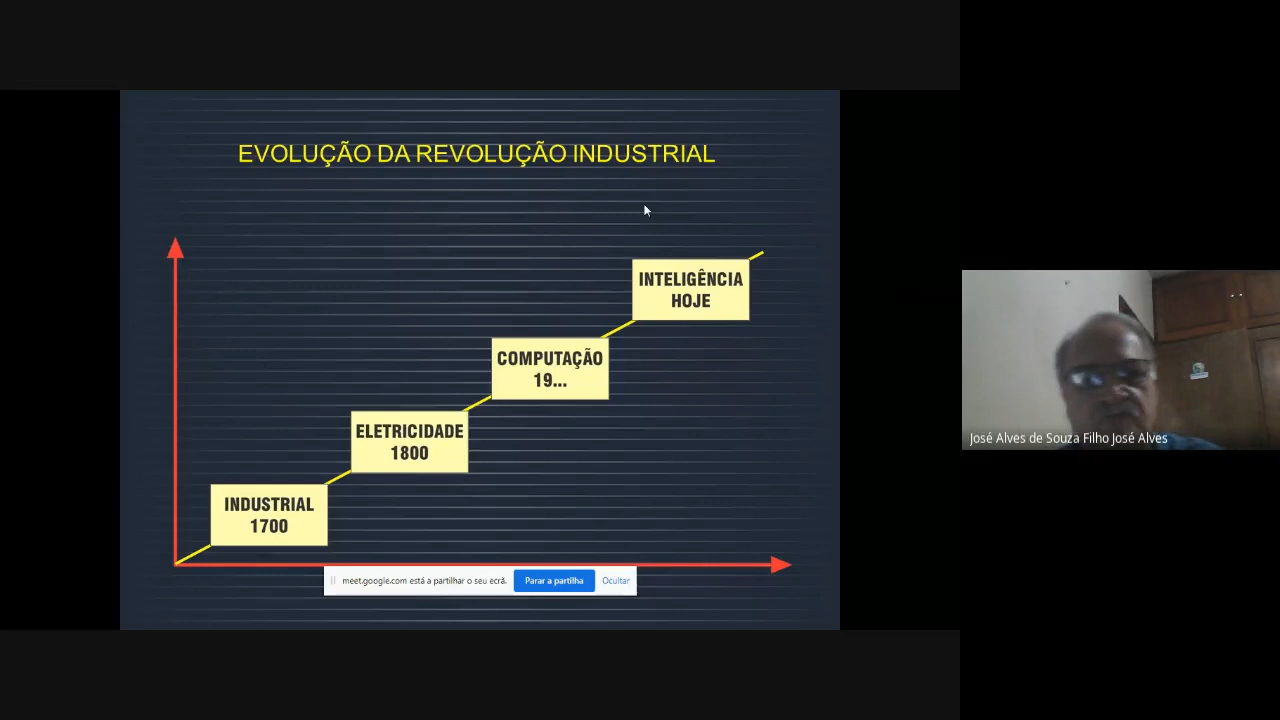 EVOLUÇÃO DA REVOLUÇÃO INDUSTRIAL
INTELIGÊNCIA
HOJE
COMPUTAÇÃO
19...
ELETRICIDADE
1800
INDUSTRIAL
1700
meet.google.com está a partilhar o seu ecrã.
Parar a partilha
Ocultar
José Alves de Souza Filho José Alves